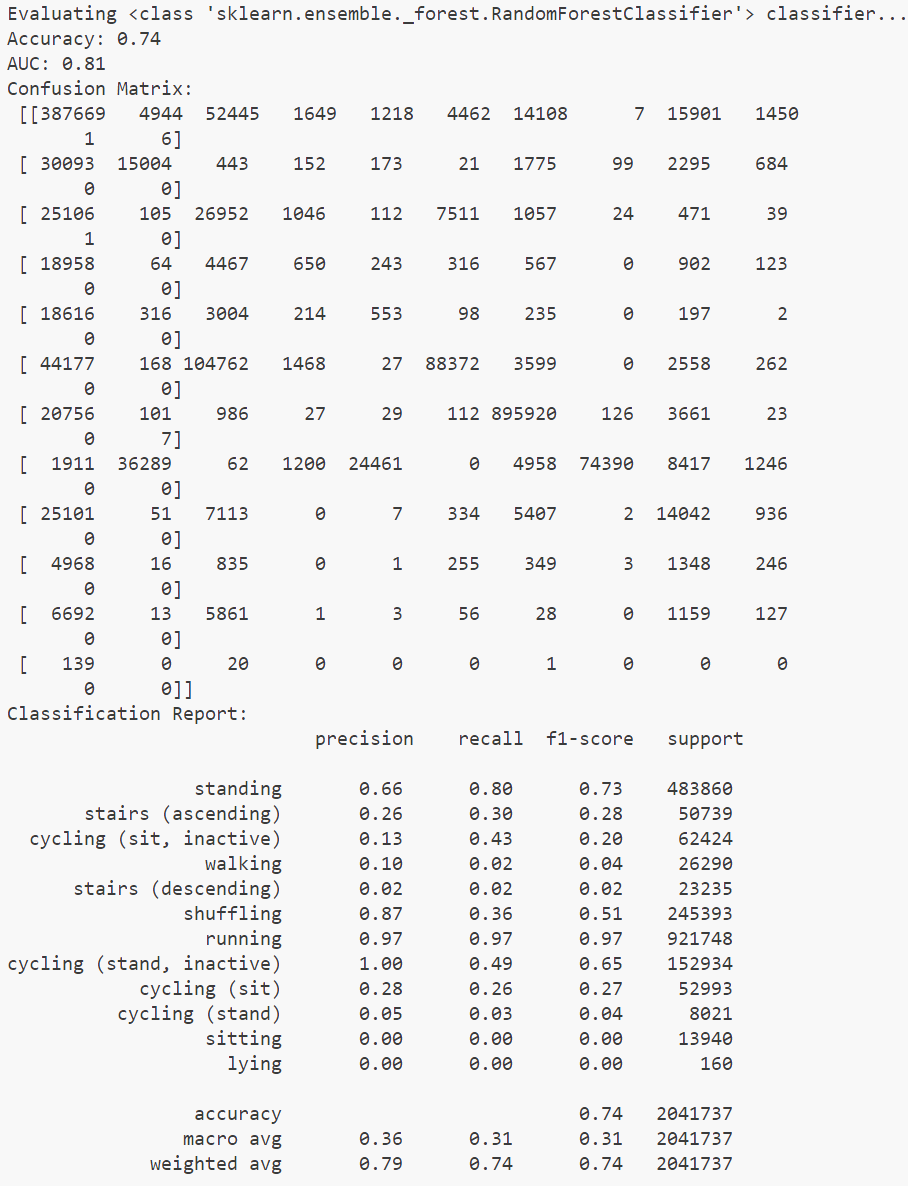 Evaluating <class 'sklearn.ensemble._forest.RandomForestClassifier'> classifier...
Accuracy: 0.74
AUC: 0.81
Confusion Matrix:
[[387669 4944 52445 1649 1218 4462 14108 7 15901 1450
1 6]
[ 30093 15004 443 152 173 21 1775 99 2295 684
0 0]
[ 25106 105 26952 1046 112 7511 1057 24 471 39
1 0]
[ 18958 64 4467 650 243 316 567 0 902 123
0 0]
[ 18616 316 3004 214 553 98 235 0 197 2
0 0]
[ 44177 168 104762 1468 27 88372 3599 0 2558 262
0 0]
[ 20756 101 986 27 29 112 895920 126 3661 23
0 7]
[ 1911 36289 62 1200 24461 0 4958 74390 8417 1246
0 0]
[ 25101 51 7113 0 7 334 5407 2 14042 936
0 0]
[ 4968 16 835 0 1 255 349 3 1348 246
0 0]
[ 6692 13 5861 1 3 56 28 0 1159 127
0 0]
[ 139 0 20 0 0 0 1 0 0 0
0 0]]
Classification Report:
precision recall f1-score support
standing 0.66 0.80 0.73 483860
stairs (ascending) 0.26 0.30 0.28 50739
cycling (sit, inactive) 0.13 0.43 0.20 62424
walking 0.10 0.02 0.04 26290
stairs (descending) 0.02 0.02 0.02 23235
shuffling 0.87 0.36 0.51 245393
running 0.97 0.97 0.97 921748
cycling (stand, inactive) 1.00 0.49 0.65 152934
cycling (sit) 0.28 0.26 0.27 52993
cycling (stand) 0.05 0.03 0.04 8021
sitting 0.00 0.00 0.00 13940
lying 0.00 0.00 0.00 160
accuracy 0.74 2041737
macro avg 0.36 0.31 0.31 2041737
weighted avg 0.79 0.74 0.74 2041737